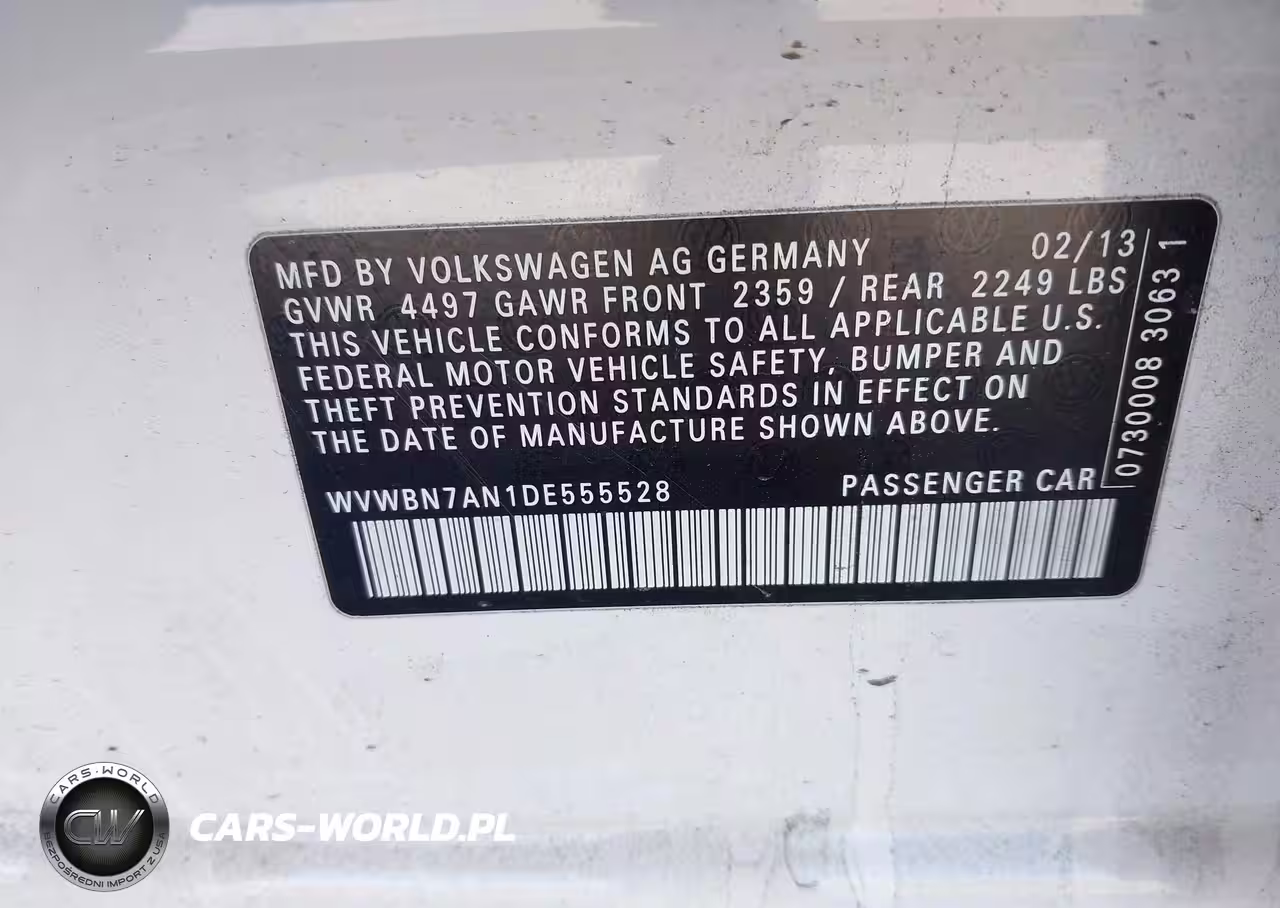 MFD BY VOLKSWAGEN AG GERMANY 02/13
GVWR 4497 GAWR FRONT 2359 / REAR 2249 LBS
THIS VEHICLE CONFORMS TO ALL APPLICABLE U.S.
FEDERAL MOTOR VEHICLE SAFETY, BUMPER AND
THEFT PREVENTION STANDARDS IN EFFECT ON
THE DATE OF MANUFACTURE SHOWN ABOVE.
WVWBN7AN1DE555528 PASSENGER CAR
0730008 3063 1
CARS-WORLD
CW
BEZPOŚREDNI IMPORT Z USA
CARS-WORLD.PL